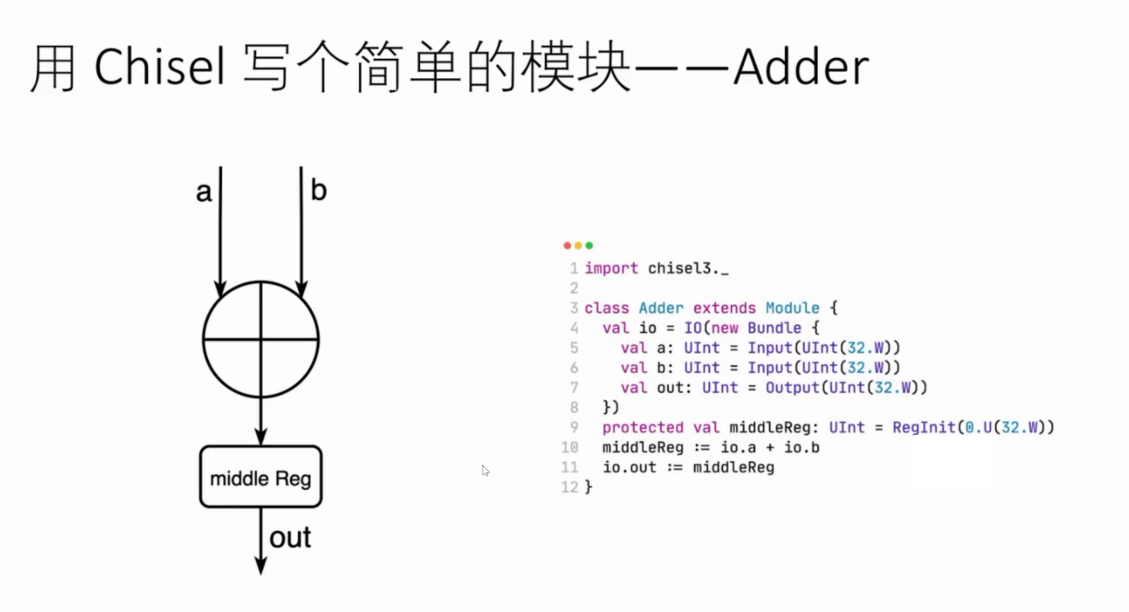 用 Chisel 写个简单的模块——Adder
a
b
middle Reg
out
1 import chisel3._
2
3 class Adder extends Module {
4   val io = IO(new Bundle {
5     val a: UInt = Input(UInt(32.W))
6     val b: UInt = Input(UInt(32.W))
7     val out: UInt = Output(UInt(32.W))
8   })
9   protected val middleReg: UInt = RegInit(0.U(32.W))
10   middleReg := io.a + io.b
11   io.out := middleReg
12 }